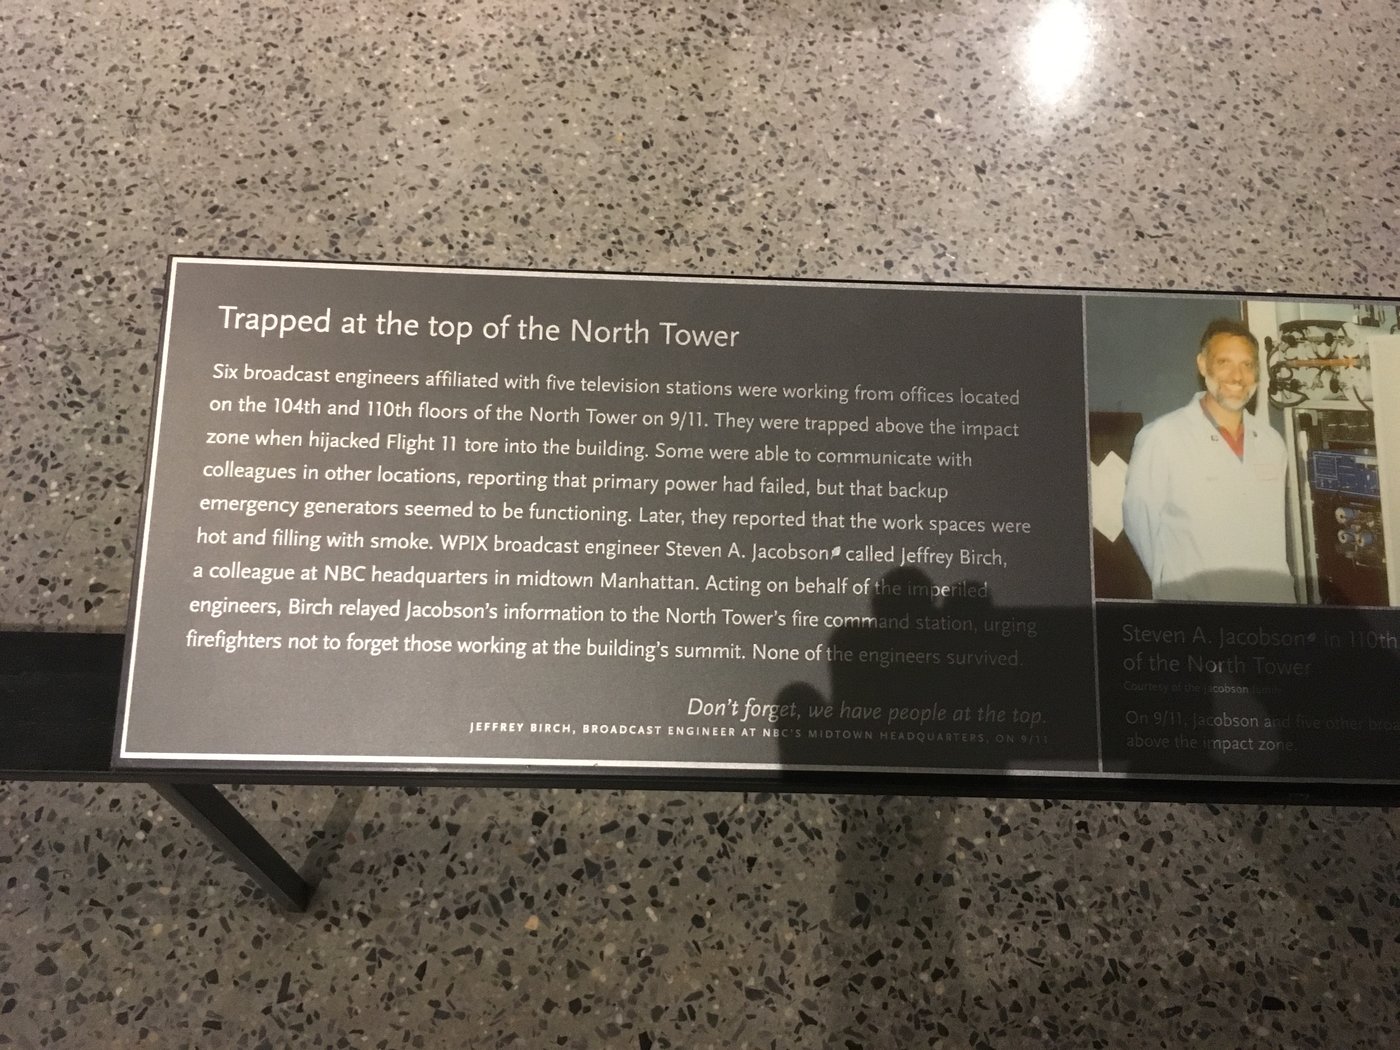 Trapped at the top of the North Tower
Six broadcast engineers affiliated with five television stations were working from offices located
on the 104th and 110th floors of the North Tower on 9/11. They were trapped above the impact
zone when hijacked Flight 11 tore into the building. Some were able to communicate with
colleagues in other locations, reporting that primary power had failed, but that backup
emergency generators seemed to be functioning. Later, they reported that the work spaces were
hot and filling with smoke. WPIX broadcast engineer Steven A. Jacobson called Jeffrey Birch,
a colleague at NBC headquarters in midtown Manhattan. Acting on behalf of the imperiled
engineers, Birch relayed Jacobson's information to the North Tower's fire command station, urging
firefighters not to forget those working at the building's summit. None of the engineers survived.
Don't forget, we have people at the top.
JEFFREY BIRCH, BROADCAST ENGINEER AT NBC'S MIDTOWN HEADQUARTERS, ON 9/11
Steven A. Jacobson in 110th
of the North Tower
Courtesy of the Jacobson family
On 9/11, Jacobson and five other
above the impact zone.